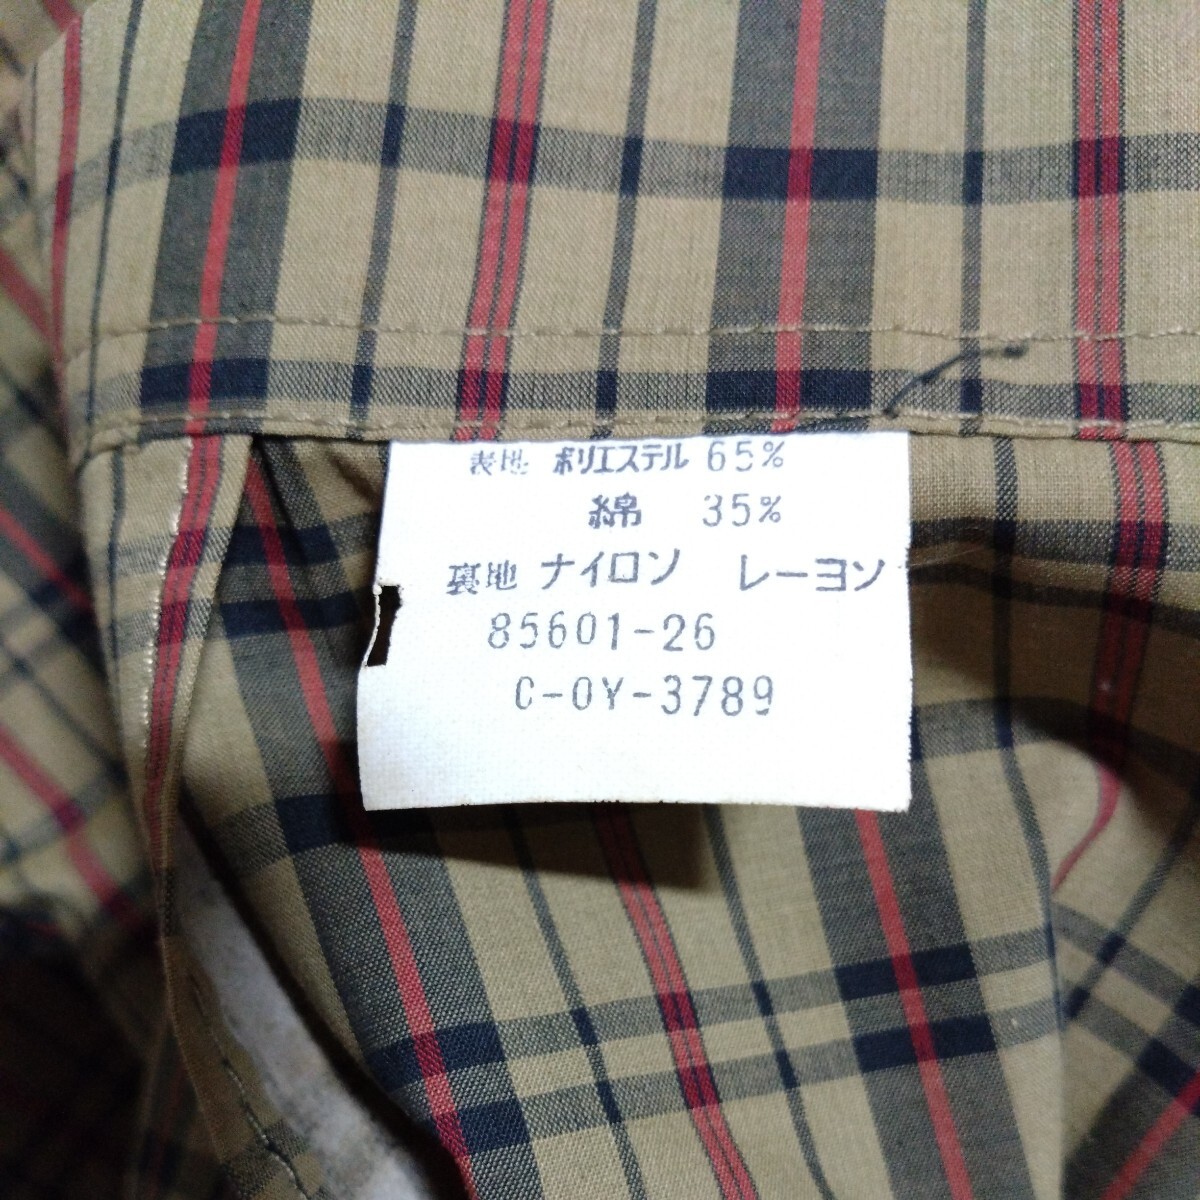 表地 ポリエステル 65%
綿 35%
裏地 ナイロン レーヨン
85601-26
C-OY-3789